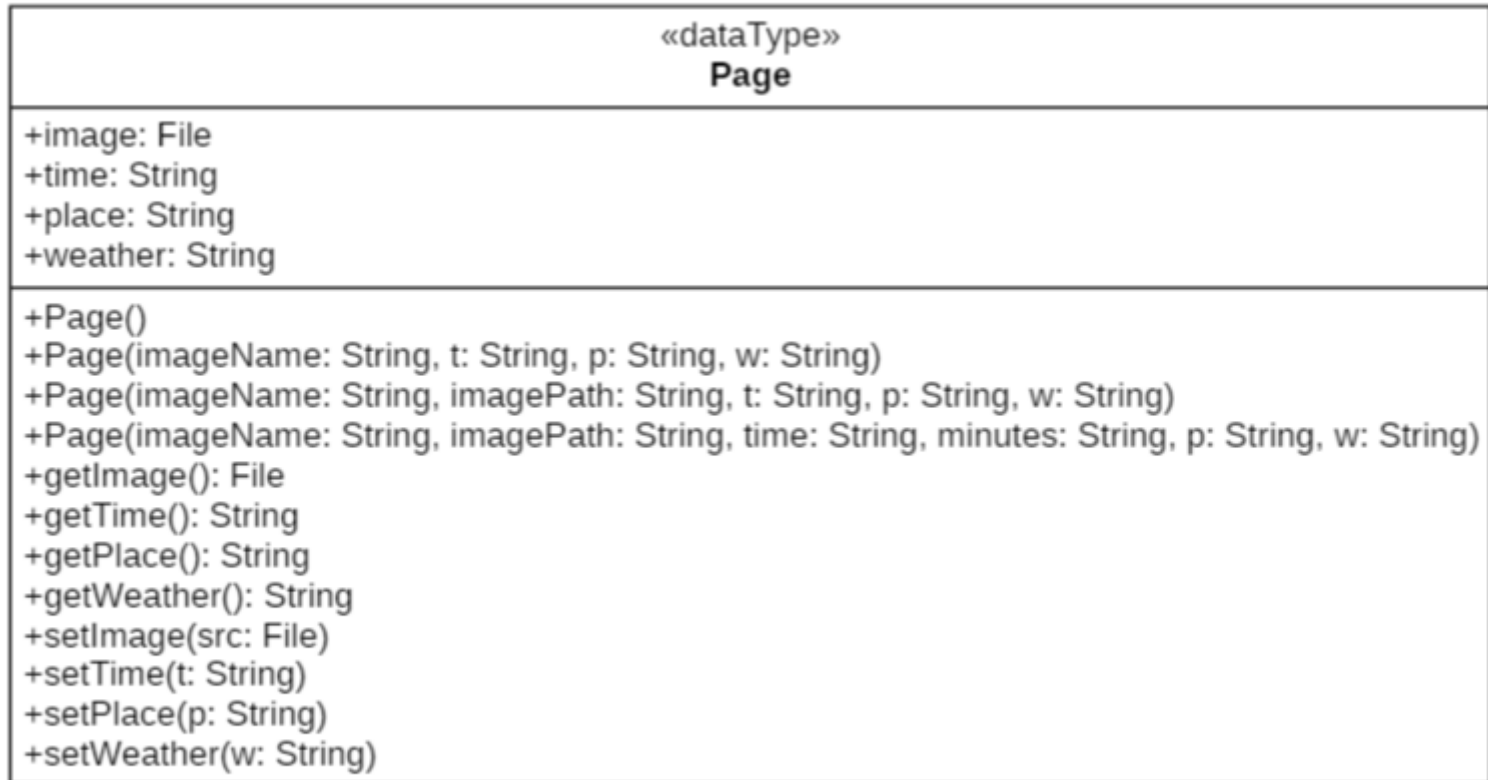 «dataType»
Page
+image: File
+time: String
+place: String
+weather: String
+Page()
+Page(imageName: String, t: String, p: String, w: String)
+Page(imageName: String, imagePath: String, t: String, p: String, w: String)
+Page(imageName: String, imagePath: String, time: String, minutes: String, p: String, w: String)
+getImage(): File
+getTime(): String
+getPlace(): String
+getWeather(): String
+setImage(src: File)
+setTime(t: String)
+setPlace(p: String)
+setWeather(w: String)